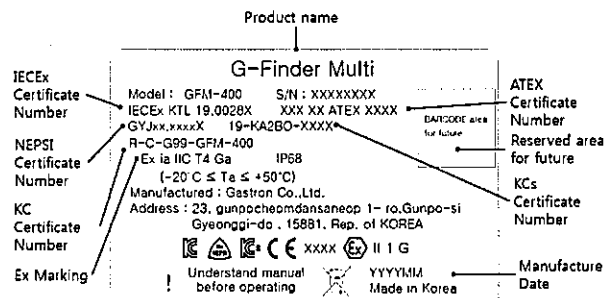 Product name
G-Finder Multi
Model : GFM-400 S/N : XXXXXXXX
IECEx KTL 19.0028X XXX XX ATEX XXXX
GYJxx.xxxxX 19-KA2BO-XXXX
R-C-G99-GFM-400
Ex ia IIC T4 Ga IP68
(-20°C ≤ Ta ≤ +50°C)
Manufactured : Gastron Co.,Ltd.
Address : 23, gunpocheomdansaneop 1- ro,Gunpo-si
Gyeonggi-do , 15881, Rep. of KOREA
CE XXXX Ex II 1 G
! Understand manual
before operating
YYYYMM
Made in Korea
BARCODE area
for future
IECEx
Certificate
Number
NEPSI
Certificate
Number
KC
Certificate
Number
Ex Marking
ATEX
Certificate
Number
Reserved area
for future
KCs
Certificate
Number
Manufacture
Date